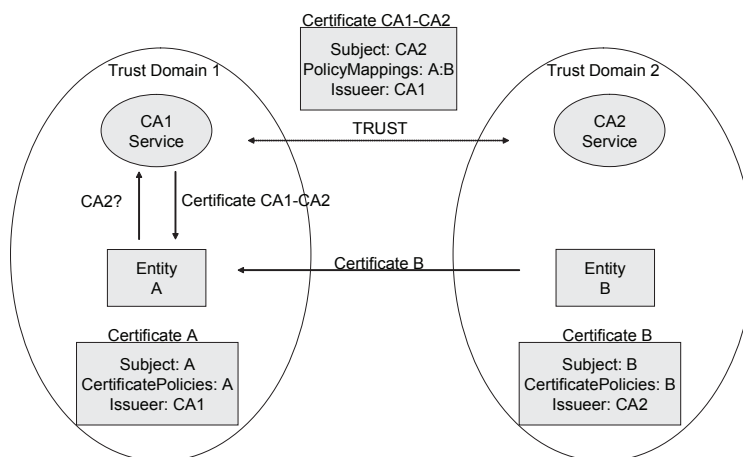 Certificate CA1-CA2
Subject: CA2
PolicyMappings: A:B
Issueer: CA1
Trust Domain 1
Trust Domain 2
CA1
Service
TRUST
CA2
Service
CA2?
Certificate CA1-CA2
Entity
A
Certificate B
Entity
B
Certificate A
Subject: A
CertificatePolicies: A
Issueer: CA1
Certificate B
Subject: B
CertificatePolicies: B
Issueer: CA2